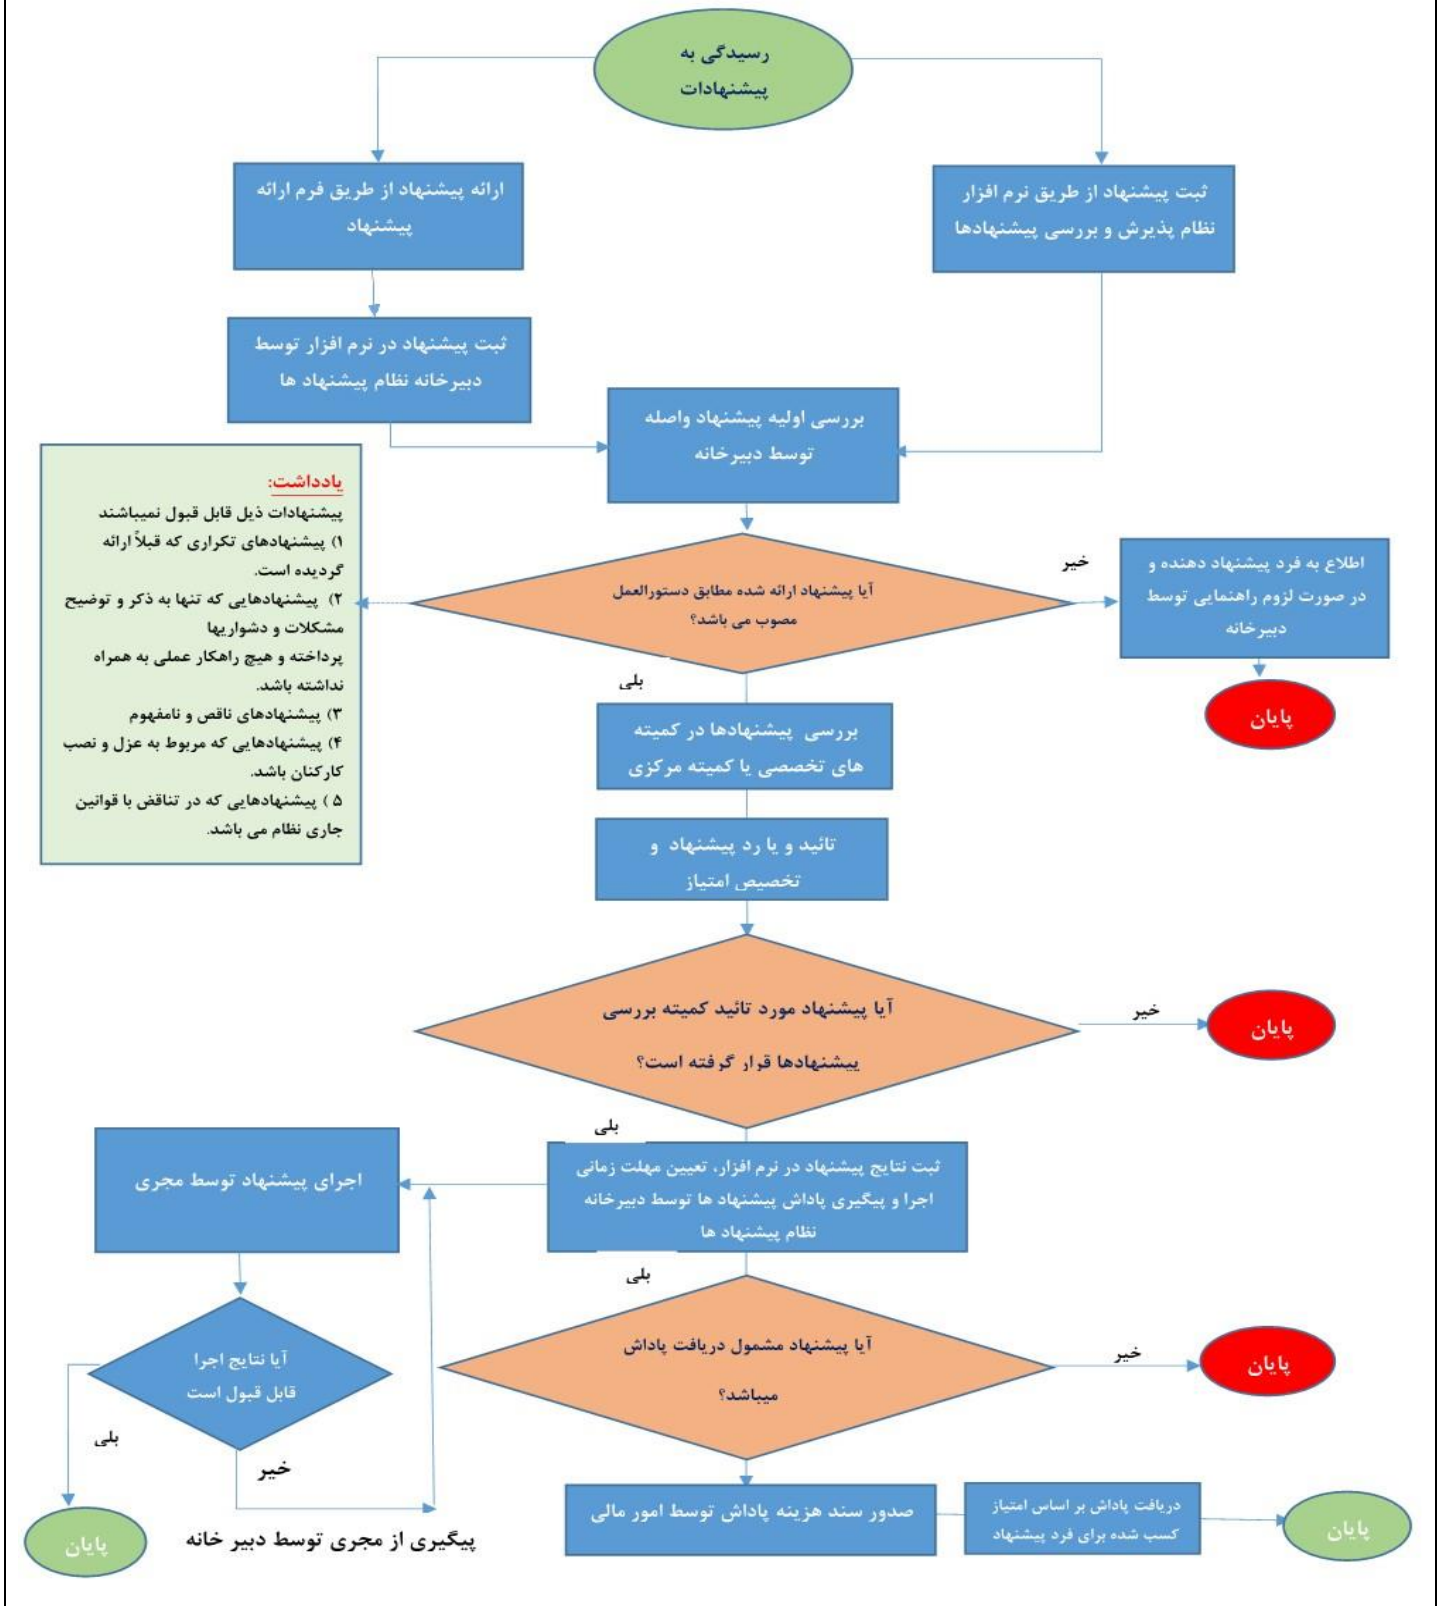 رسیدگی به
پیشنهادات
ثبت پیشنهاد از طریق نرم افزار
نظام پذیرش و بررسی پیشنهادها
ارائه پیشنهاد از طریق فرم ارائه
پیشنهاد
ثبت پیشنهاد در نرم افزار توسط
دبیرخانه نظام پیشنهاد ها
بررسی اولیه پیشنهاد واصله
توسط دبیرخانه
یادداشت:
پیشنهادات ذیل قابل قبول نمیباشند
۱) پیشنهادهای تکراری که قبلاً ارائه
گردیده است.
۲) پیشنهادهایی که تنها به ذکر و توضیح
مشکلات و دشواریها
پرداخته و هیچ راهکار عملی به همراه
نداشته باشد.
۳) پیشنهادهای ناقص و نامفهوم
۴) پیشنهادهایی که مربوط به عزل و نصب
کارکنان باشد.
۵ ) پیشنهادهایی که در تناقض با قوانین
جاری نظام می باشد.
آیا پیشنهاد ارائه شده مطابق دستورالعمل
مصوب می باشد؟
خیر
اطلاع به فرد پیشنهاد دهنده و
در صورت لزوم راهنمایی توسط
دبیرخانه
پایان
بلی
بررسی پیشنهادها در کمیته
های تخصصی یا کمیته مرکزی
تائید و یا رد پیشنهاد و
تخصیص امتیاز
آیا پیشنهاد مورد تائید کمیته بررسی
پیشنهادها قرار گرفته است؟
خیر
پایان
بلی
ثبت نتایج پیشنهاد در نرم افزار، تعیین مهلت زمانی
اجرا و پیگیری پاداش پیشنهاد ها توسط دبیرخانه
نظام پیشنهاد ها
اجرای پیشنهاد توسط مجری
بلی
آیا پیشنهاد مشمول دریافت پاداش
میباشد؟
خیر
پایان
آیا نتایج اجرا
قابل قبول است
بلی
خیر
صدور سند هزینه پاداش توسط امور مالی
دریافت پاداش بر اساس امتیاز
کسب شده برای فرد پیشنهاد
پایان
پیگیری از مجری توسط دبیر خانه
پایان